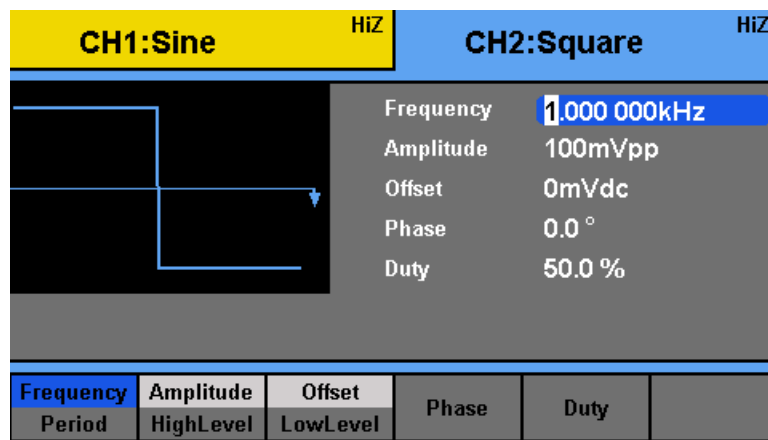 CH1:Sine HiZ CH2:Square HiZ
Frequency 1.000 000kHz
Amplitude 100mVpp
Offset 0mVdc
Phase 0.0 °
Duty 50.0 %
Frequency Amplitude Offset Phase Duty
Period HighLevel LowLevel